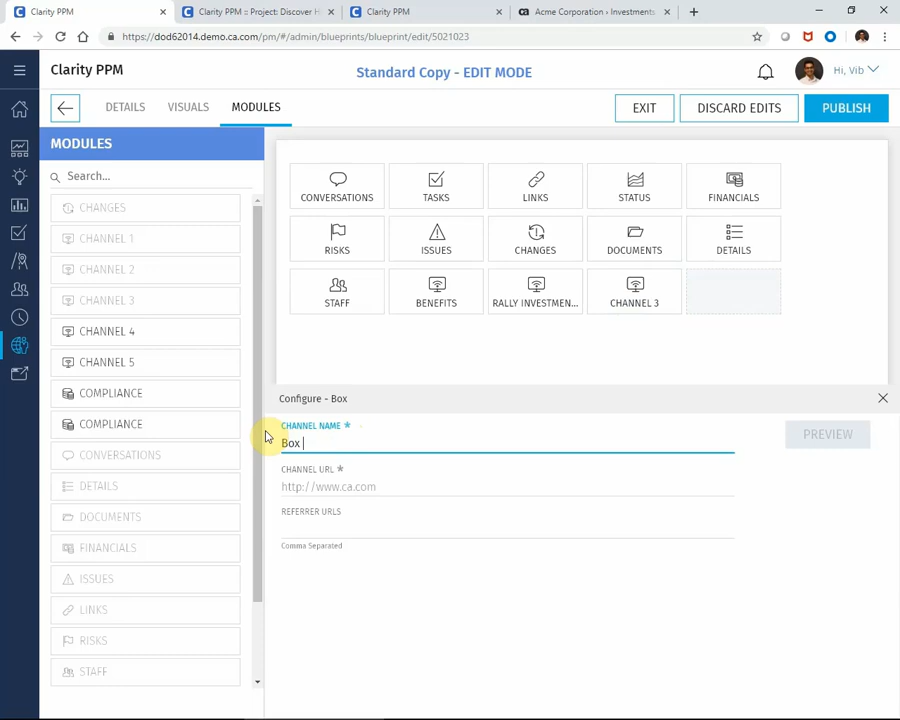 Clarity PPM
Clarity PPM :: Project: Discover H
Clarity PPM
Acme Corporation › Investments
https://dod62014.demo.ca.com/pm/#/admin/blueprints/blueprint/edit/5021023
Clarity PPM
Standard Copy - EDIT MODE
Hi, Vib
DETAILS
VISUALS
MODULES
EXIT
DISCARD EDITS
PUBLISH
MODULES
Search...
CHANGES
CHANNEL 1
CHANNEL 2
CHANNEL 3
CHANNEL 4
CHANNEL 5
COMPLIANCE
COMPLIANCE
CONVERSATIONS
DETAILS
DOCUMENTS
FINANCIALS
ISSUES
LINKS
RISKS
STAFF
CONVERSATIONS
TASKS
LINKS
STATUS
FINANCIALS
RISKS
ISSUES
CHANGES
DOCUMENTS
DETAILS
STAFF
BENEFITS
RALLY INVESTMEN...
CHANNEL 3
Configure - Box
CHANNEL NAME *
Box
PREVIEW
CHANNEL URL *
http://www.ca.com
REFERRER URLS
Comma Separated